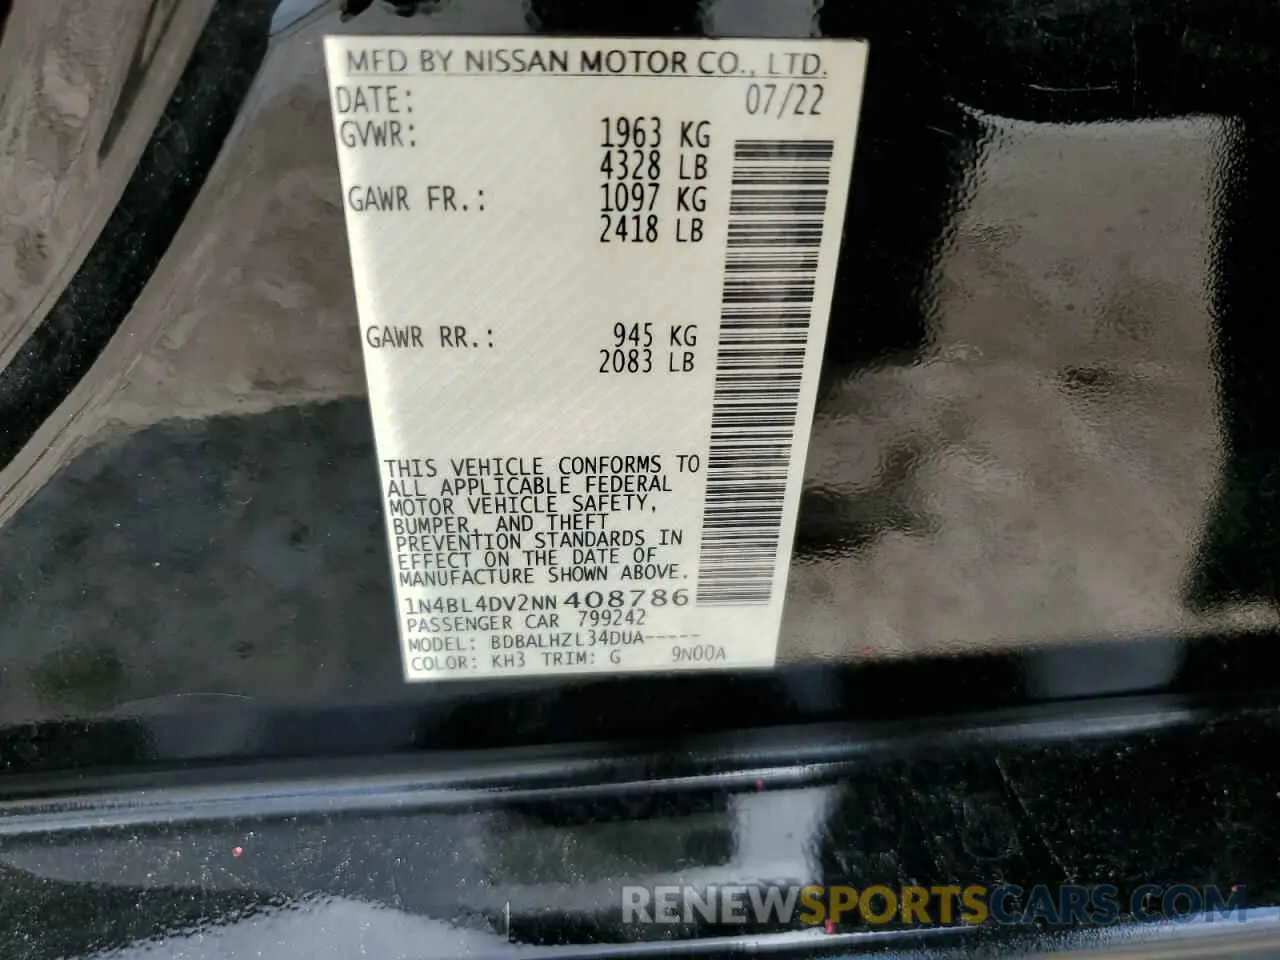 MFD BY NISSAN MOTOR CO., LTD.
DATE: 07/22
GVWR: 1963 KG
4328 LB
GAWR FR.: 1097 KG
2418 LB
GAWR RR.: 945 KG
2083 LB
THIS VEHICLE CONFORMS TO
ALL APPLICABLE FEDERAL
MOTOR VEHICLE SAFETY,
BUMPER, AND THEFT
PREVENTION STANDARDS IN
EFFECT ON THE DATE OF
MANUFACTURE SHOWN ABOVE.
1N4BL4DV2NN408786
PASSENGER CAR 799242
MODEL: BDBALHZL34DUA-----
COLOR: KH3 TRIM: G 9N00A
RENEWSPORTSCARS.COM